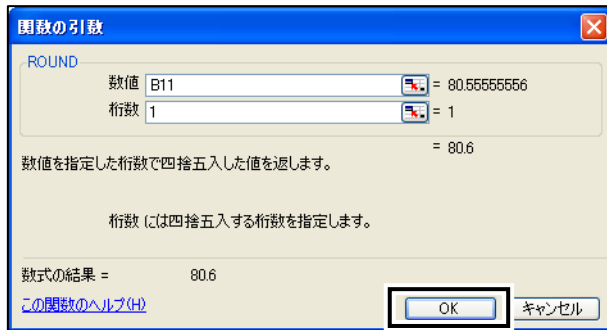 関数の引数
ROUND
数値 B11 = 80.55555556
桁数 1 = 1
= 80.6
数値を指定した桁数で四捨五入した値を返します。
桁数 には四捨五入する桁数を指定します。
数式の結果 = 80.6
この関数のヘルプ(H) OK キャンセル